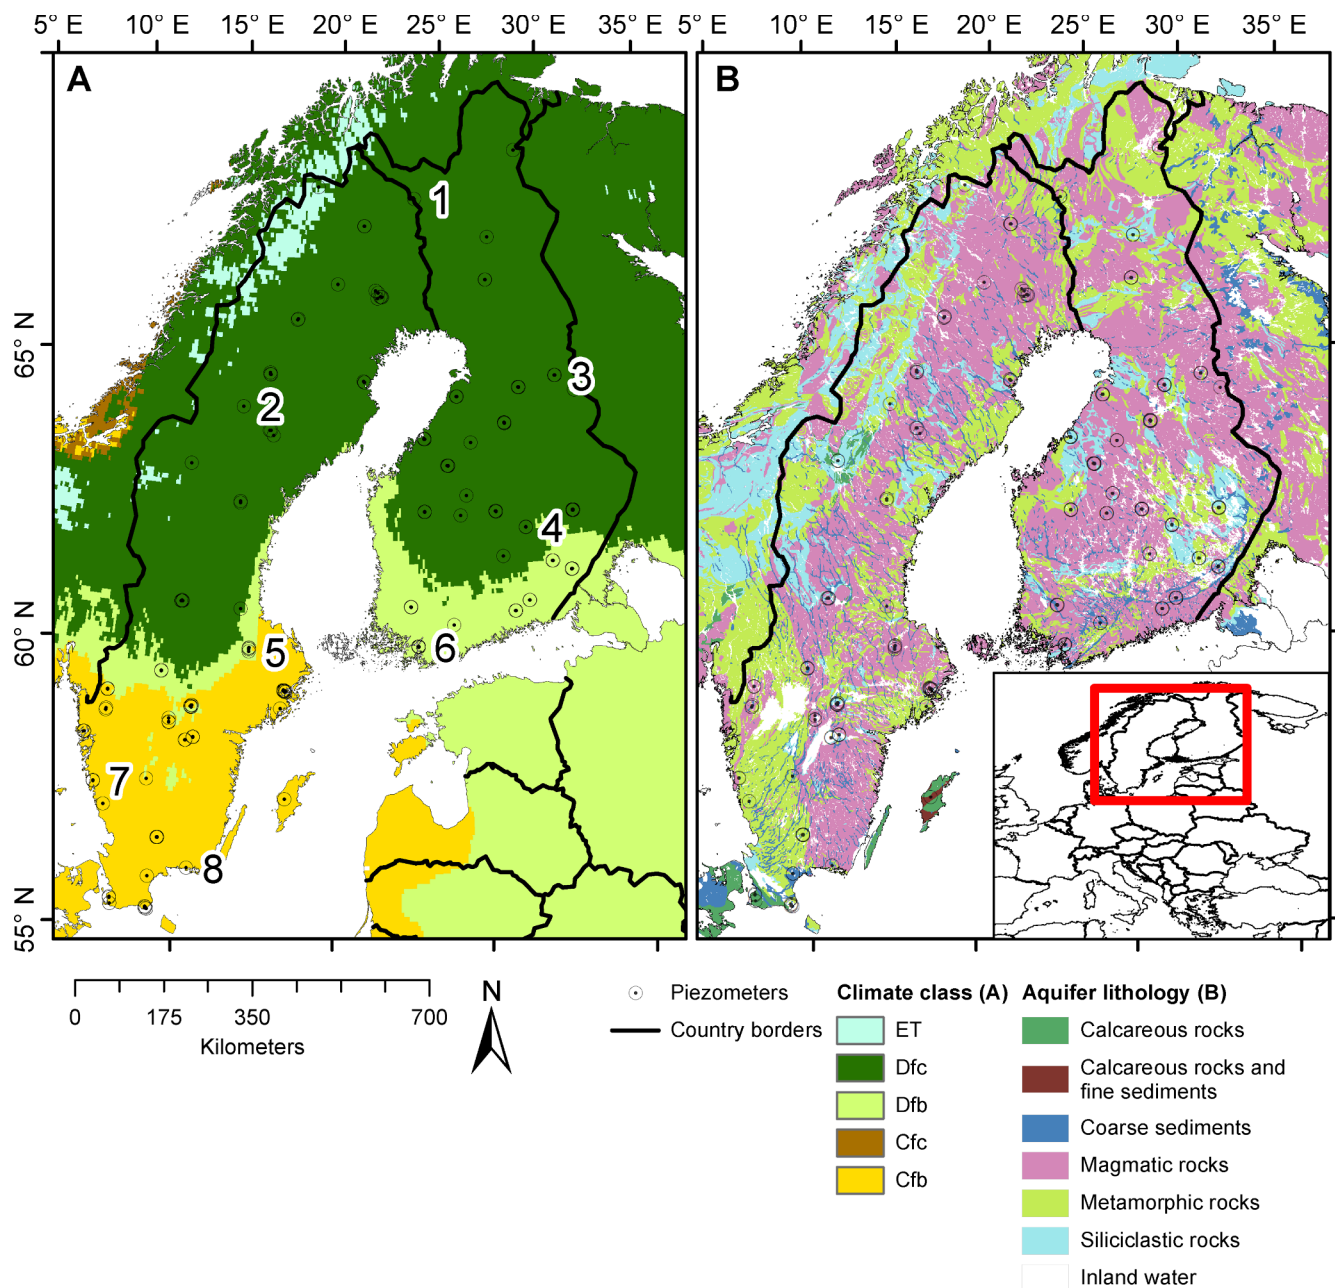 5° E 10° E 15° E 20° E 25° E 30° E 35° E 5° E 10° E 15° E 20° E 25° E 30° E 35° E
A
B
65° N
60° N
55° N
1
2
3
4
5
6
7
8
0 175 350 700
Kilometers
N
Piezometers
Country borders
Climate class (A)
ET
Dfc
Dfb
Cfc
Cfb
Aquifer lithology (B)
Calcareous rocks
Calcareous rocks and
fine sediments
Coarse sediments
Magmatic rocks
Metamorphic rocks
Siliciclastic rocks
Inland water